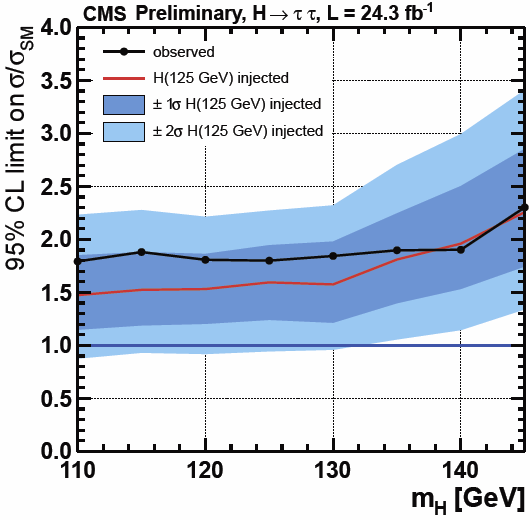 CMS Preliminary, H → τ τ, L = 24.3 fb-1
observed
H(125 GeV) injected
± 1σ H(125 GeV) injected
± 2σ H(125 GeV) injected
95% CL limit on σ/σSM
4.0
3.5
3.0
2.5
2.0
1.5
1.0
0.5
0.0
110 120 130 140
mH [GeV]